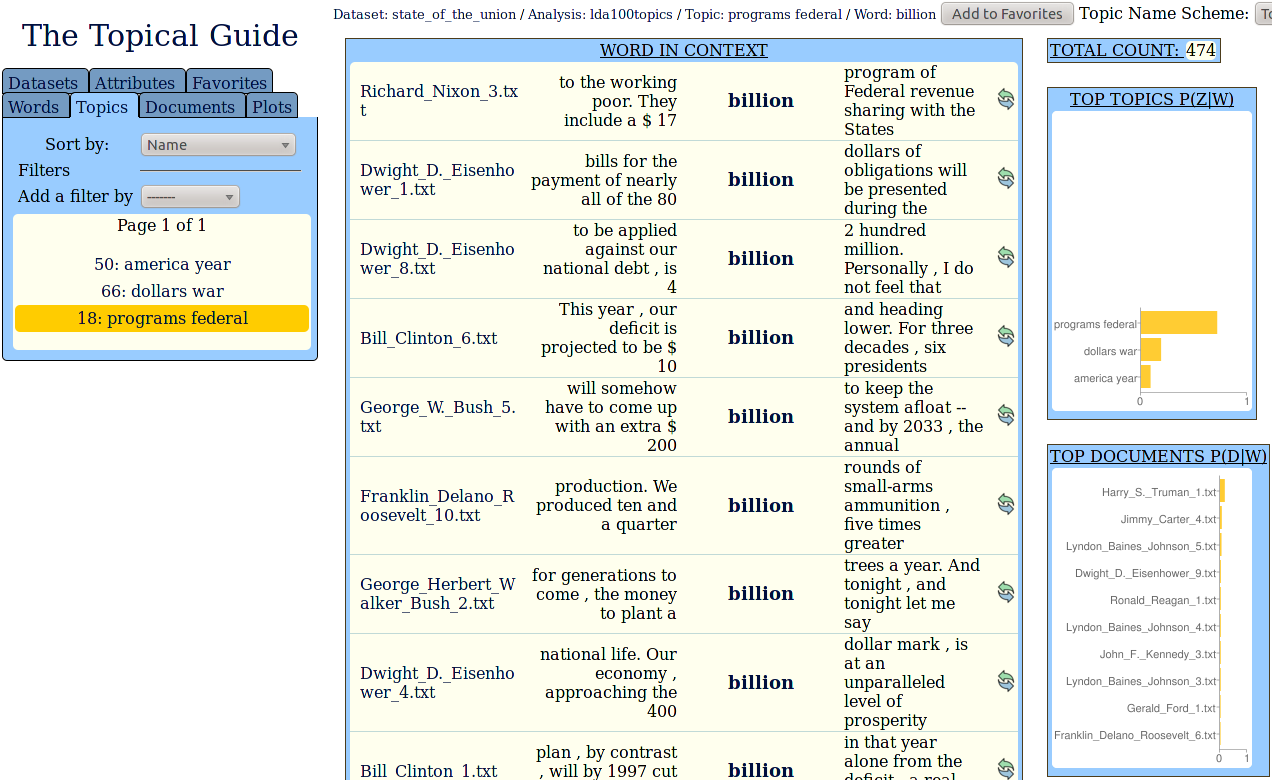 Dataset: state_of_the_union / Analysis: lda100topics / Topic: programs federal / Word: billion Add to Favorites Topic Name Scheme:
The Topical Guide
Datasets Attributes Favorites
Words Topics Documents Plots
Sort by: Name
Filters
Add a filter by -------
Page 1 of 1
50: america year
66: dollars war
18: programs federal
WORD IN CONTEXT
Richard_Nixon_3.tx
t
to the working
poor. They
include a $ 17
billion
program of
Federal revenue
sharing with the
States
Dwight_D._Eisenho
wer_1.txt
bills for the
payment of nearly
all of the 80
billion
dollars of
obligations will
be presented
during the
Dwight_D._Eisenho
wer_8.txt
to be applied
against our
national debt , is
4
billion
2 hundred
million.
Personally , I do
not feel that
Bill_Clinton_6.txt
This year , our
deficit is
projected to be $
10
billion
and heading
lower. For three
decades , six
presidents
George_W._Bush_5.
txt
will somehow
have to come up
with an extra $
200
billion
to keep the
system afloat --
and by 2033 , the
annual
Franklin_Delano_R
oosevelt_10.txt
production. We
produced ten and
a quarter
billion
rounds of
small-arms
ammunition ,
five times
greater
George_Herbert_W
alker_Bush_2.txt
for generations to
come , the money
to plant a
billion
trees a year. And
tonight , and
tonight let me
say
Dwight_D._Eisenho
wer_4.txt
national life. Our
economy ,
approaching the
400
billion
dollar mark , is
at an
unparalleled
level of
prosperity
Bill_Clinton_1.txt
plan , by contrast
, will by 1997 cut
billion
in that year
alone from the
deficit , a real
TOTAL COUNT: 474
TOP TOPICS P(Z|W)
programs federal
dollars war
america year
0 1
TOP DOCUMENTS P(D|W)
Harry_S._Truman_1.txt
Jimmy_Carter_4.txt
Lyndon_Baines_Johnson_5.txt
Dwight_D._Eisenhower_9.txt
Ronald_Reagan_1.txt
Lyndon_Baines_Johnson_4.txt
John_F._Kennedy_3.txt
Lyndon_Baines_Johnson_3.txt
Gerald_Ford_1.txt
Franklin_Delano_Roosevelt_6.txt
0 1